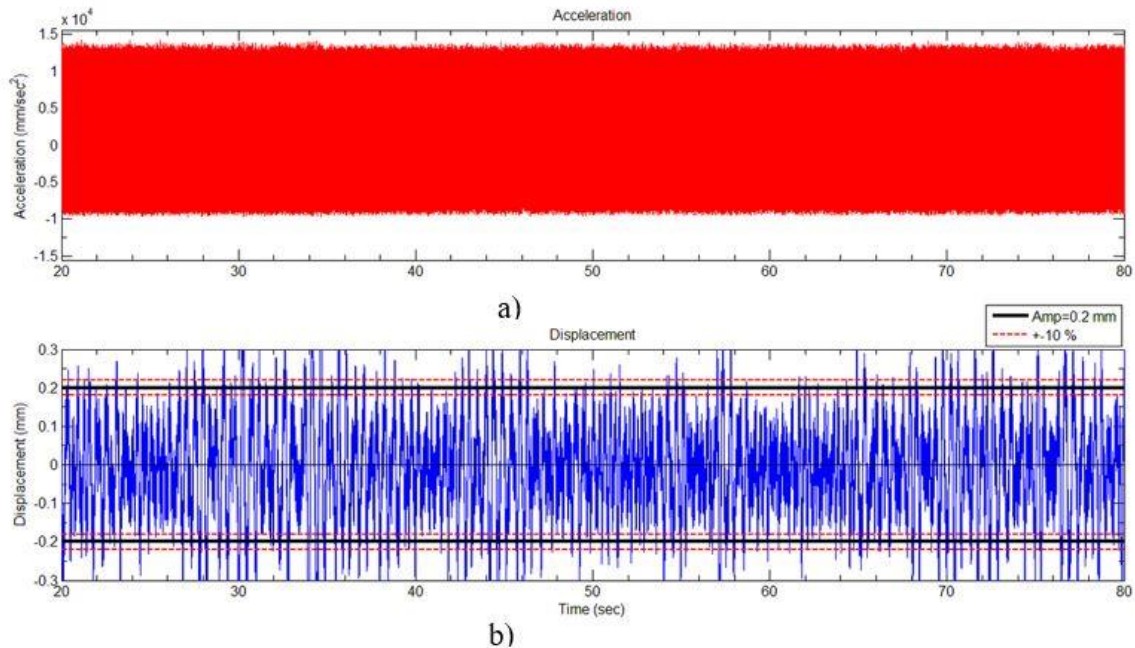 x 10⁴
Acceleration
1.5
1
0.5
0
-0.5
-1
-1.5
Acceleration (mm/sec²)
20 30 40 50 60 70 80
a)
Amp=0.2 mm
+-10 %
Displacement
0.3
0.2
0.1
0
-0.1
-0.2
-0.3
Displacement (mm)
20 30 40 50 60 70 80
Time (sec)
b)